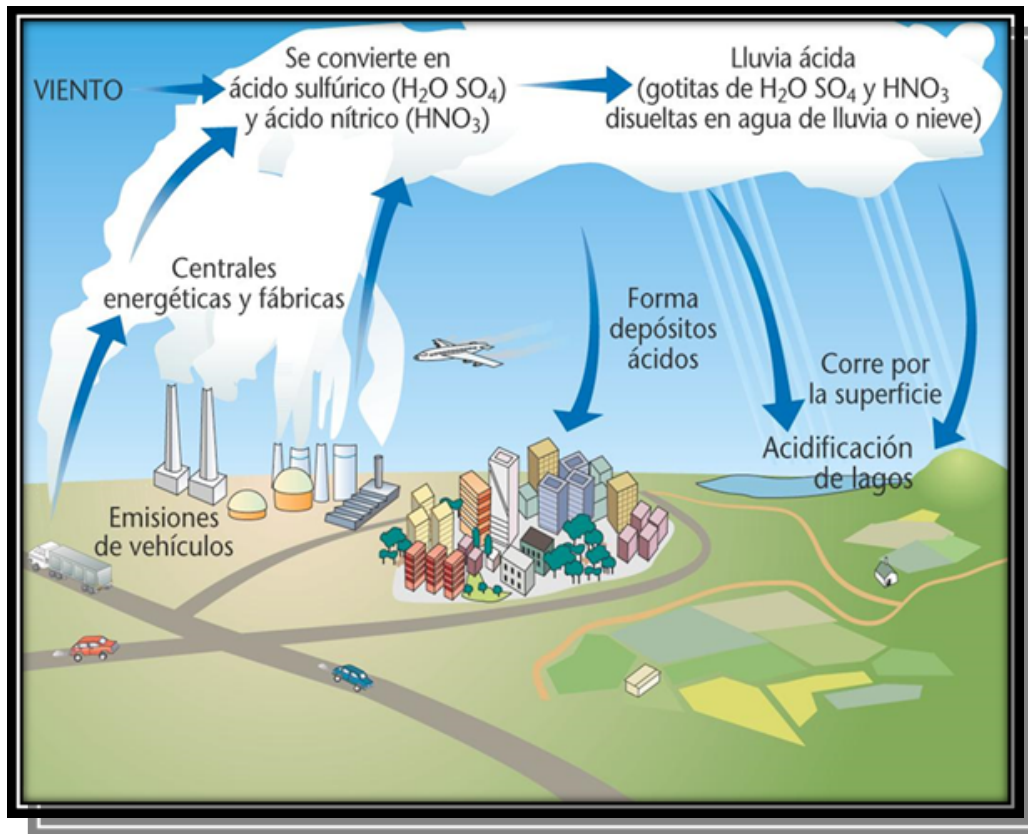 VIENTO
Se convierte en
ácido sulfúrico (H₂O SO₄)
y ácido nítrico (HNO₃)
Lluvia ácida
(gotitas de H₂O SO₄ y HNO₃
disueltas en agua de lluvia o nieve)
Centrales
energéticas y fábricas
Forma
depósitos
ácidos
Corre por
la superficie
Acidificación
de lagos
Emisiones
de vehículos